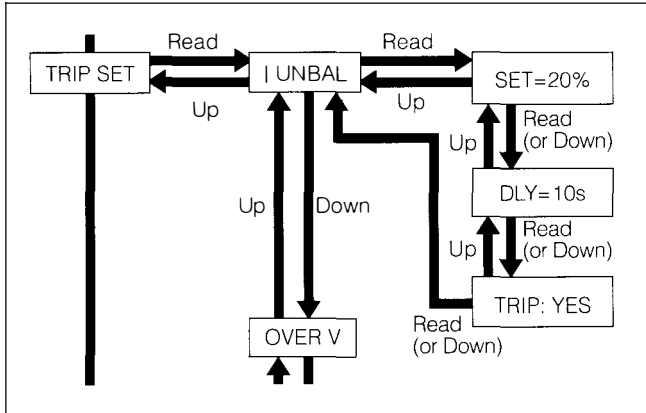 Read
Read
TRIP SET
I UNBAL
SET=20%
Up
Up
Up
Read
(or Down)
DLY=10s
Up
Down
Up
Read
(or Down)
TRIP: YES
OVER V
Read
(or Down)